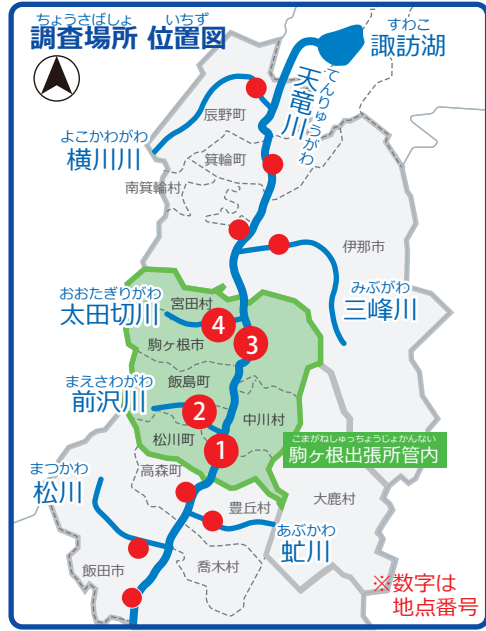 ちょうさばしょ いちず
調査場所 位置図
すわこ
諏訪湖
てんりゅうがわ
天竜川
辰野町
よこかわがわ
横川川
箕輪町
南箕輪村
伊那市
みぶがわ
三峰川
おおたぎりがわ
太田切川
宮田村
4
3
駒ヶ根市
まえさわがわ
前沢川
飯島町
2
中川村
松川町
1
こまがねしゅっちょうじょかんない
駒ヶ根出張所管内
まつかわ
松川
高森町
豊丘村
大鹿村
あぶかわ
虻川
飯田市
喬木村
※数字は
地点番号